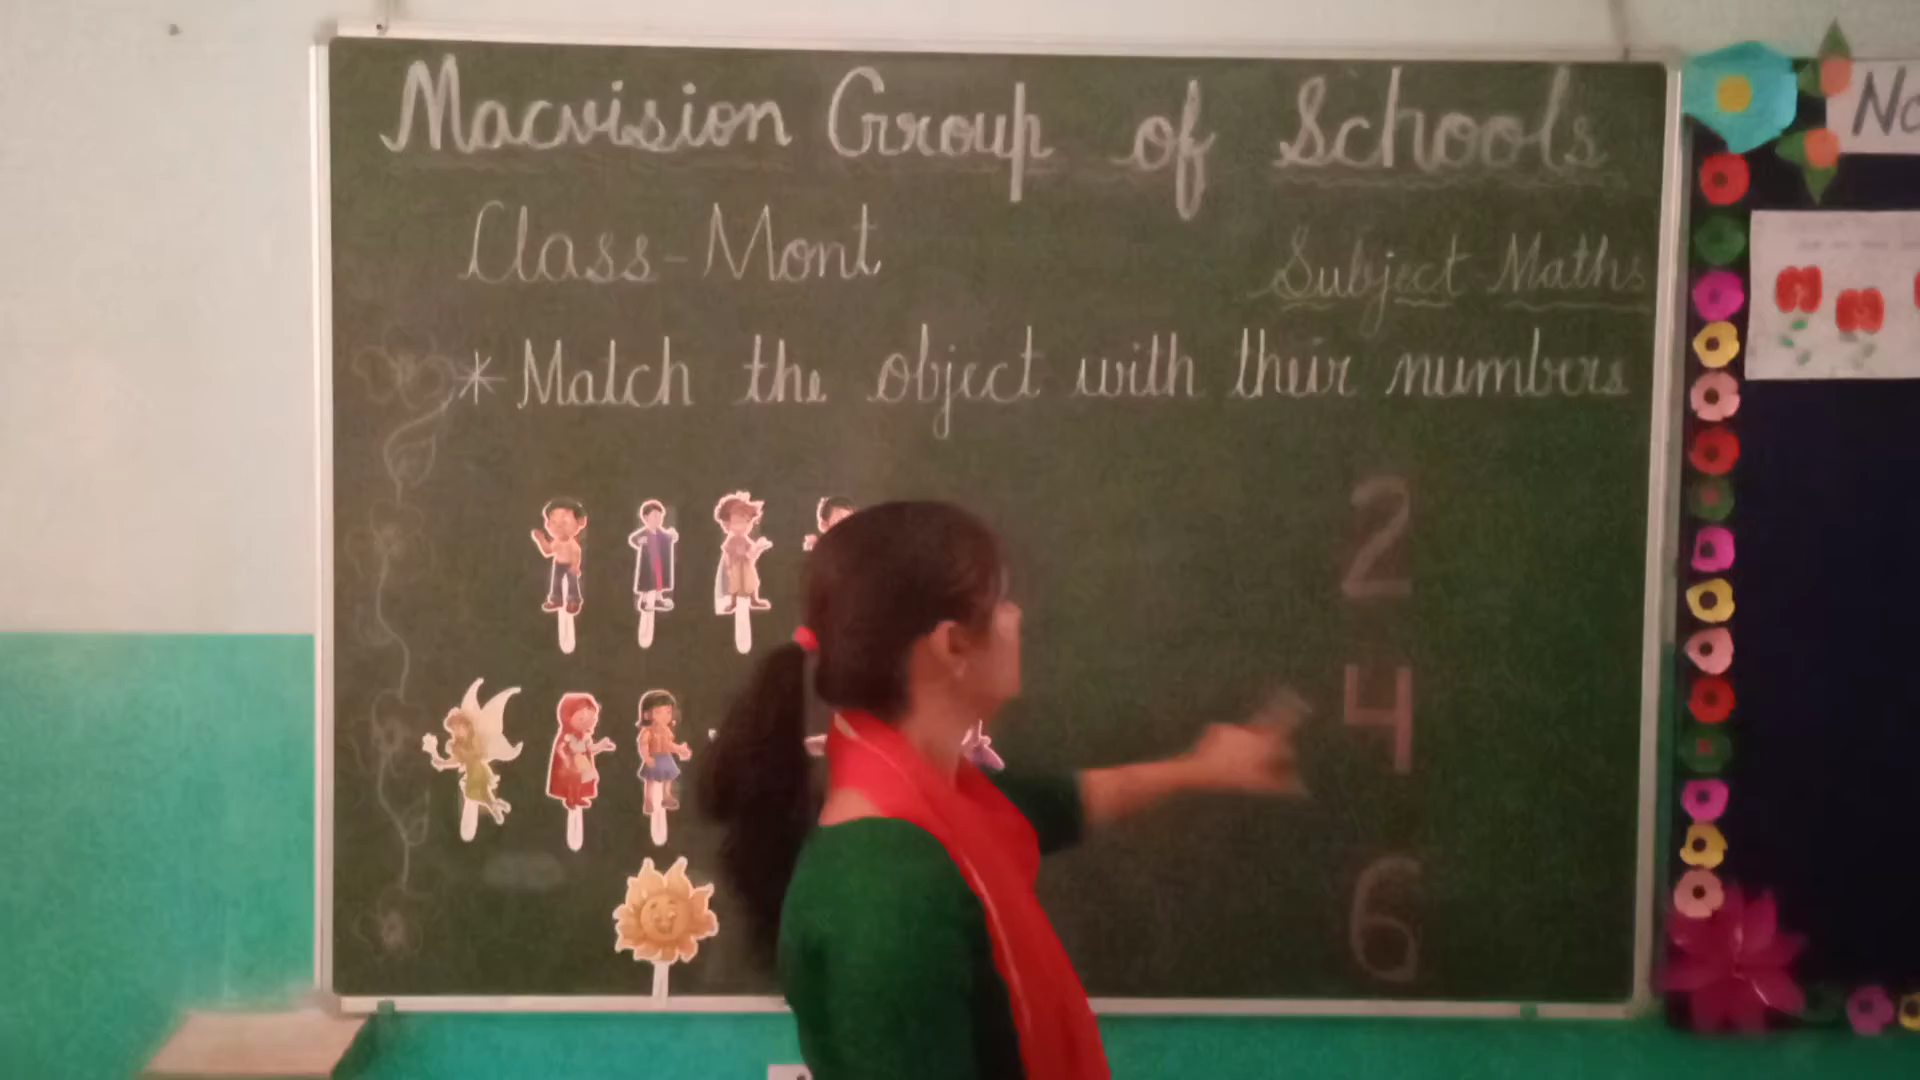 Macvision Group of Schools
Class-Mont
Subject-Maths
* Match the object with their numbers
2
4
6